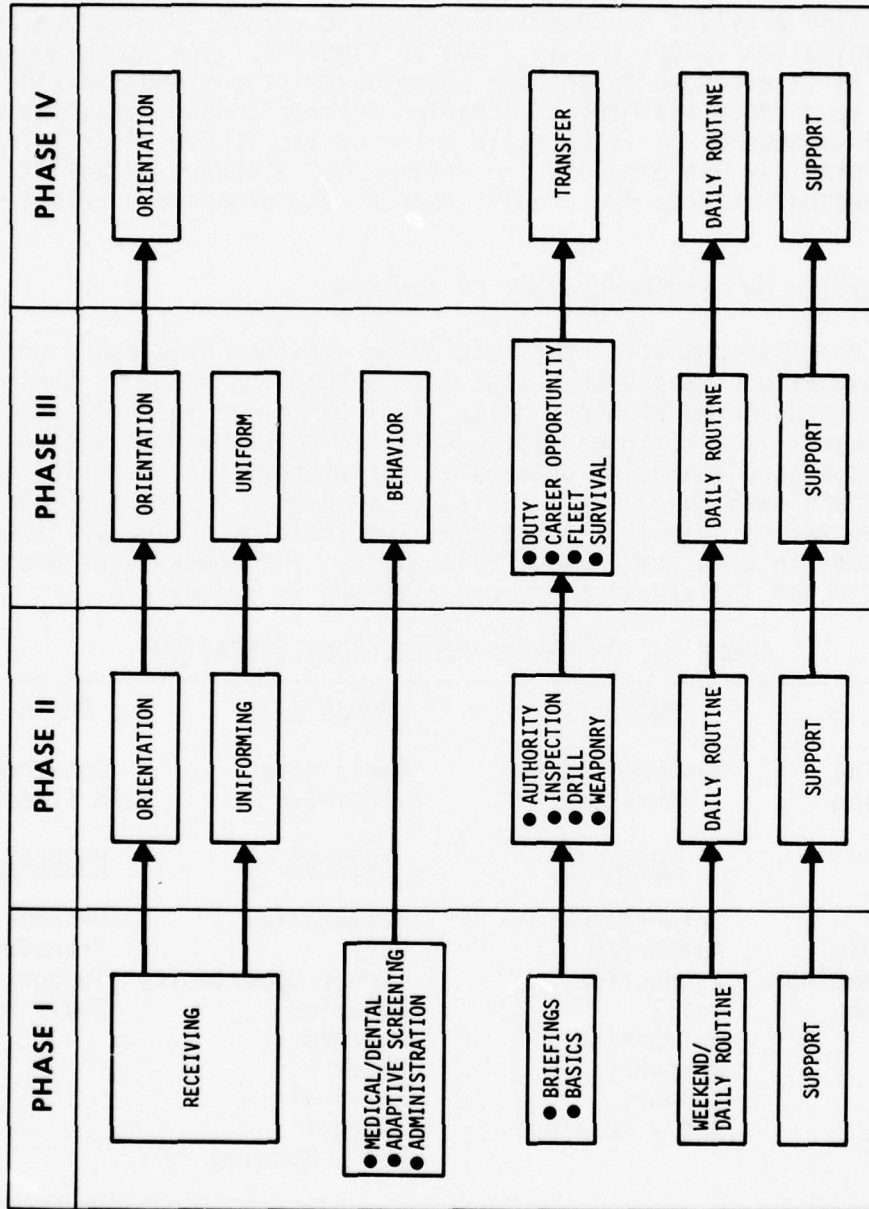 PHASE I
PHASE II
PHASE III
PHASE IV
RECEIVING
ORIENTATION
ORIENTATION
ORIENTATION
UNIFORMING
UNIFORM
● MEDICAL/DENTAL
● ADAPTIVE SCREENING
● ADMINISTRATION
BEHAVIOR
● BRIEFINGS
● BASICS
● AUTHORITY
● INSPECTION
● DRILL
● WEAPONRY
● DUTY
● CAREER OPPORTUNITY
● FLEET
● SURVIVAL
TRANSFER
WEEKEND/
DAILY ROUTINE
DAILY ROUTINE
DAILY ROUTINE
DAILY ROUTINE
SUPPORT
SUPPORT
SUPPORT
SUPPORT